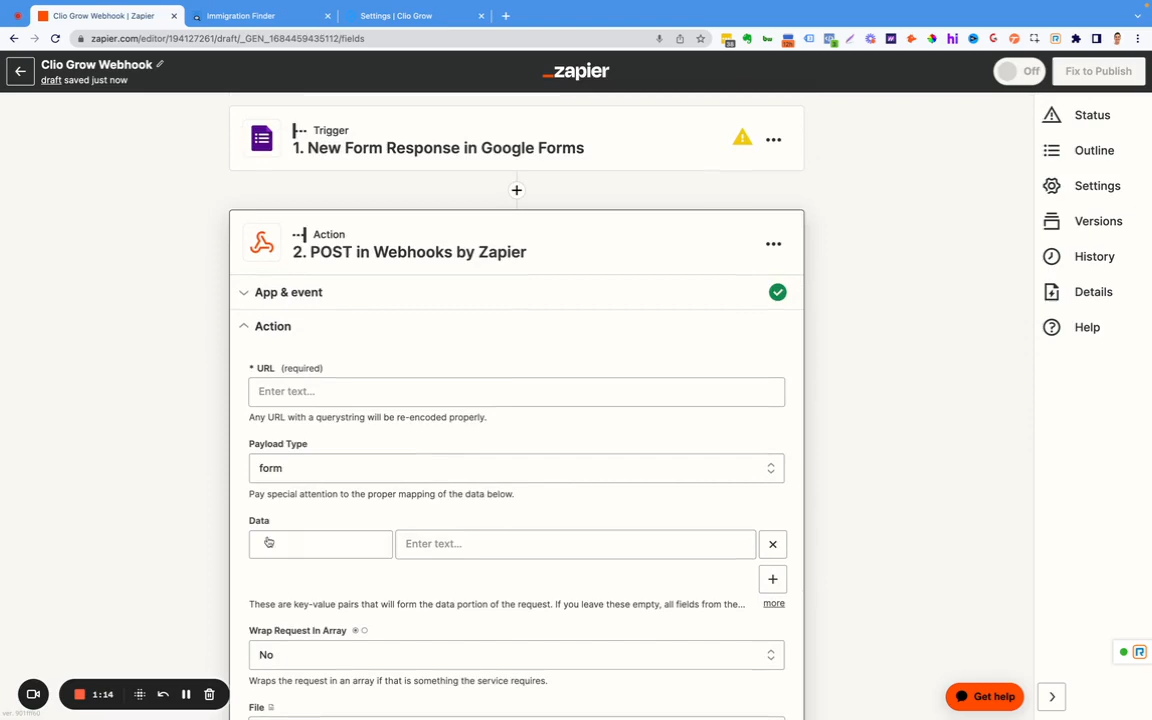 Clio Grow Webhook | Zapier
Immigration Finder
Settings | Clio Grow
zapier.com/editor/194127261/draft/_GEN_1684459435112/fields
Clio Grow Webhook
draft saved just now
_zapier
Off
Fix to Publish
Trigger
1. New Form Response in Google Forms
Action
2. POST in Webhooks by Zapier
App & event
Action
* URL (required)
Enter text...
Any URL with a querystring will be re-encoded properly.
Payload Type
form
Pay special attention to the proper mapping of the data below.
Data
Enter text...
These are key-value pairs that will form the data portion of the request. If you leave these empty, all fields from the... more
Wrap Request In Array
No
Wraps the request in an array if that is something the service requires.
File
Status
Outline
Settings
Versions
History
Details
Help
1:14
Get help